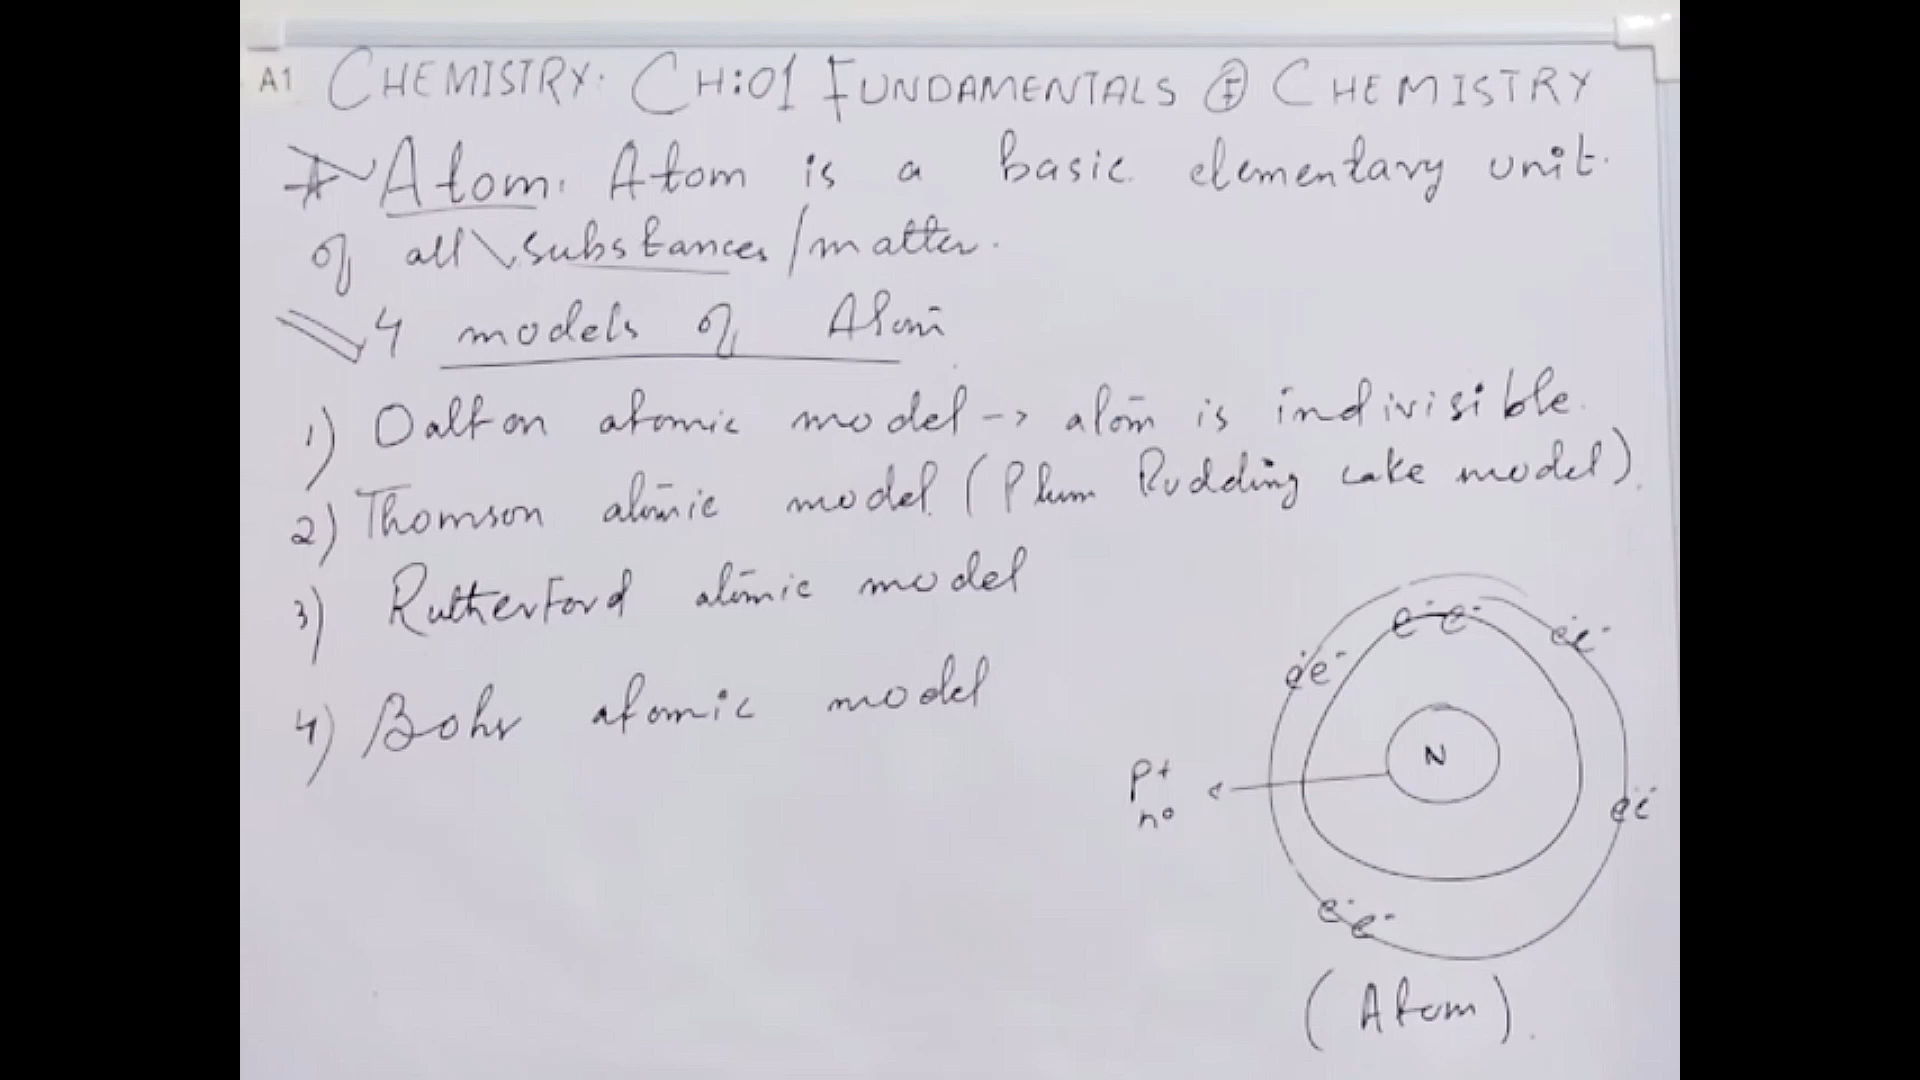 A1
CHEMISTRY. CH:01 FUNDAMENTALS OF CHEMISTRY
Atom. Atom is a basic elementary unit.
of all substances/matter.
4 models of Atom
1) Dalton atomic model -> atom is indivisible.
2) Thomson atomic model (Plum Pudding cake model).
3) Rutherford atomic model
4) Bohr atomic model
e- e-
e- e-
e- e-
N
P+
n°
e- e-
e- e-
(Atom).